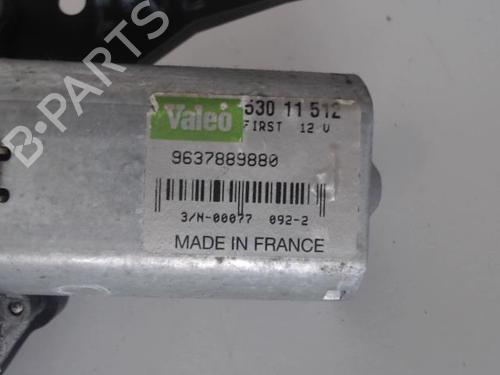 Valeo 530 11 512
FIRST 12 V
9637889880
3/N-00077 092-2
MADE IN FRANCE
B-PARTS